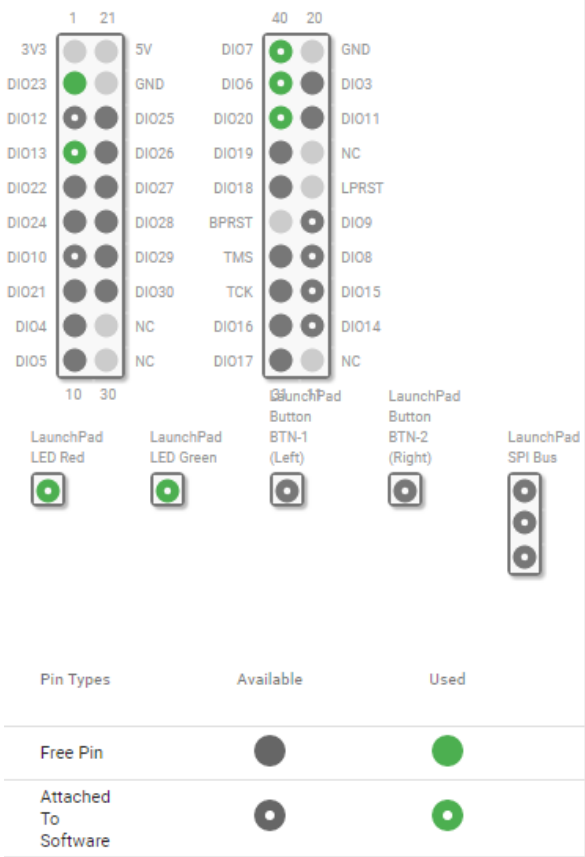 1 21 40 20
3V3 5V DIO7 GND
DIO23 GND DIO6 DIO3
DIO12 DIO25 DIO20 DIO11
DIO13 DIO26 DIO19 NC
DIO22 DIO27 DIO18 LPRST
DIO24 DIO28 BPRST DIO9
DIO10 DIO29 TMS DIO8
DIO21 DIO30 TCK DIO15
DIO4 NC DIO16 DIO14
DIO5 NC DIO17 NC
10 30 31 11
LaunchPad
LED Red
LaunchPad
LED Green
LaunchPad
Button
BTN-1
(Left)
LaunchPad
Button
BTN-2
(Right)
LaunchPad
SPI Bus
Pin Types Available Used
Free Pin
Attached
To
Software